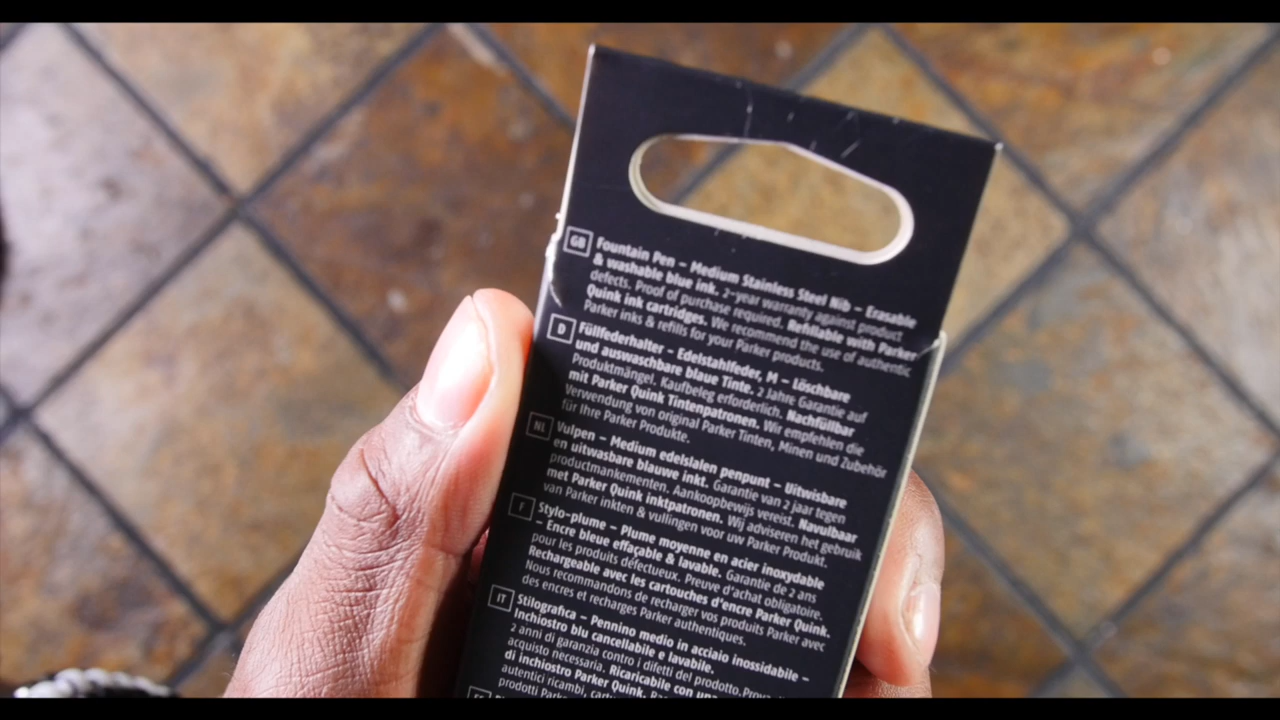 GB Fountain Pen – Medium Stainless Steel Nib – Erasable
& washable blue ink. 2-year warranty against product
defects. Proof of purchase required. Refillable with Parker
Quink ink cartridges. We recommend the use of authentic
Parker inks & refills for your Parker products.
D Füllfederhalter – Edelstahlfeder, M – Löschbare
und auswaschbare blaue Tinte. 2 Jahre Garantie auf
Produktmängel. Kaufbeleg erforderlich. Nachfüllbar
mit Parker Quink Tintenpatronen. Wir empfehlen die
Verwendung von original Parker Tinten, Minen und Zubehör
für Ihre Parker Produkte.
NL Vulpen – Medium edelslalen penpunt – Uitwisbare
en uitwasbare blauwe inkt. Garantie van 2 jaar tegen
productmankementen. Aankoopbewijs vereist. Navulbaar
met Parker Quink inktpatronen. Wij adviseren het gebruik
van Parker inkten & vullingen voor uw Parker Produkt.
F Stylo-plume – Plume moyenne en acier inoxydable
– Encre bleue effaçable & lavable. Garantie de 2 ans
pour les produits défectueux. Preuve d'achat obligatoire.
Rechargeable avec les cartouches d'encre Parker Quink.
Nous recommandons de recharger vos produits Parker avec
des encres et recharges Parker authentiques.
IT Stilografica – Pennino medio in acciaio inossidabile –
Inchiostro blu cancellabile e lavabile.
2 anni di garanzia contro i difetti del prodotto. Prova
acquisto necessaria. Ricaricabile con una
di inchiostro Parker Quink.
autentici ricambi,
prodotti